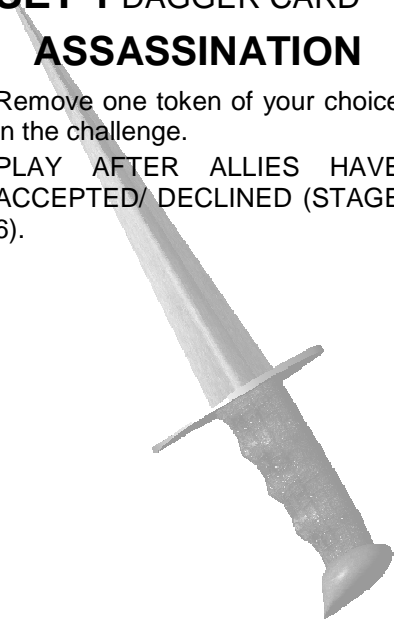 SET 1 DAGGER CARD
ASSASSINATION
Remove one token of your choice
in the challenge.
PLAY AFTER ALLIES HAVE
ACCEPTED/ DECLINED (STAGE
6).